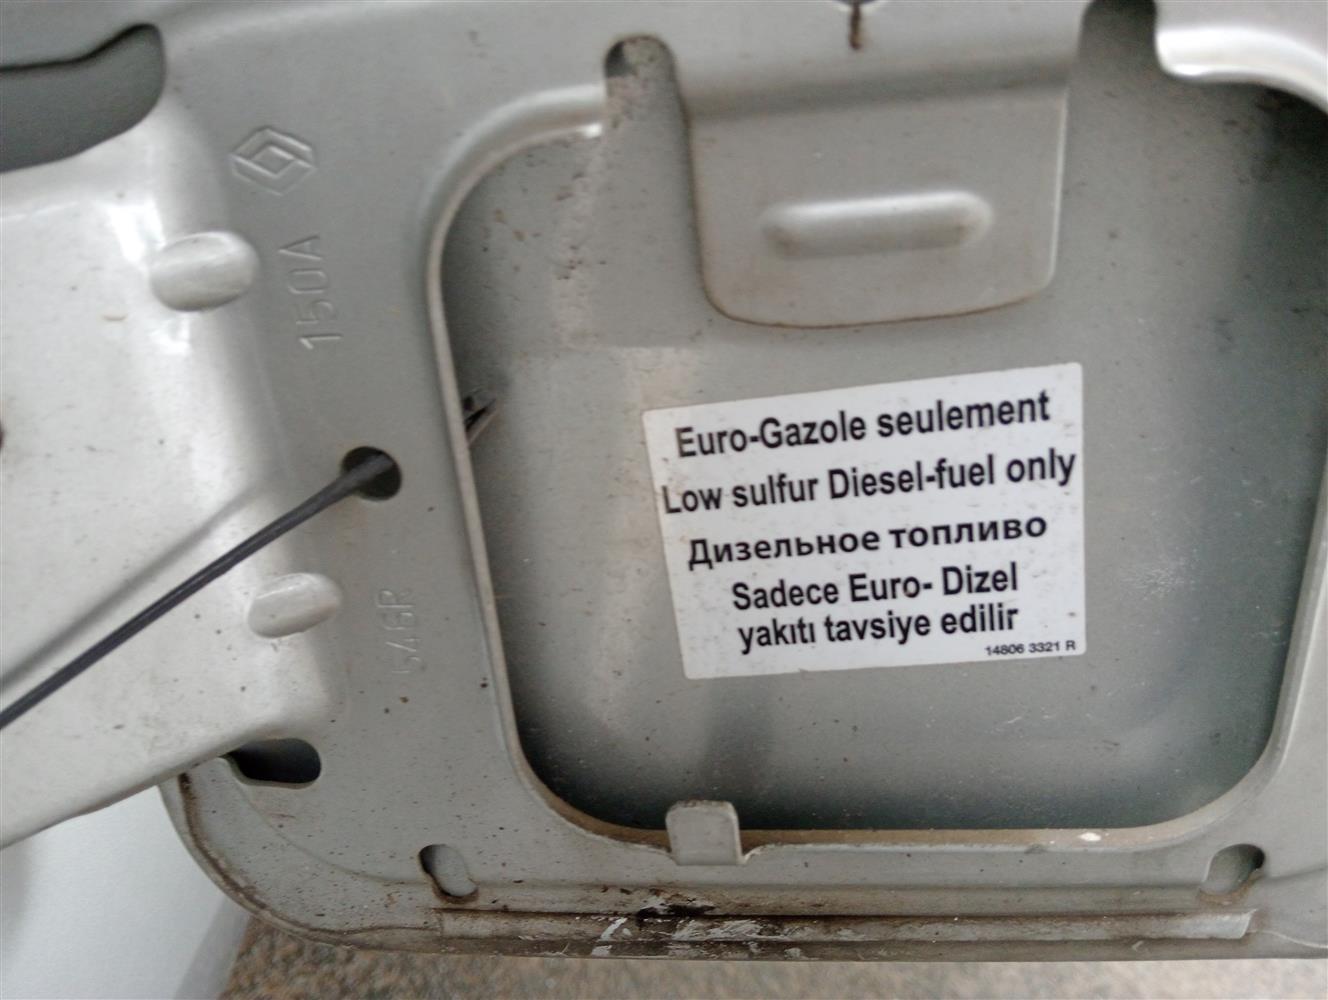 150A
546R
Euro-Gazole seulement
Low sulfur Diesel-fuel only
Дизельное топливо
Sadece Euro- Dizel
yakıtı tavsiye edilir
14806 3321 R